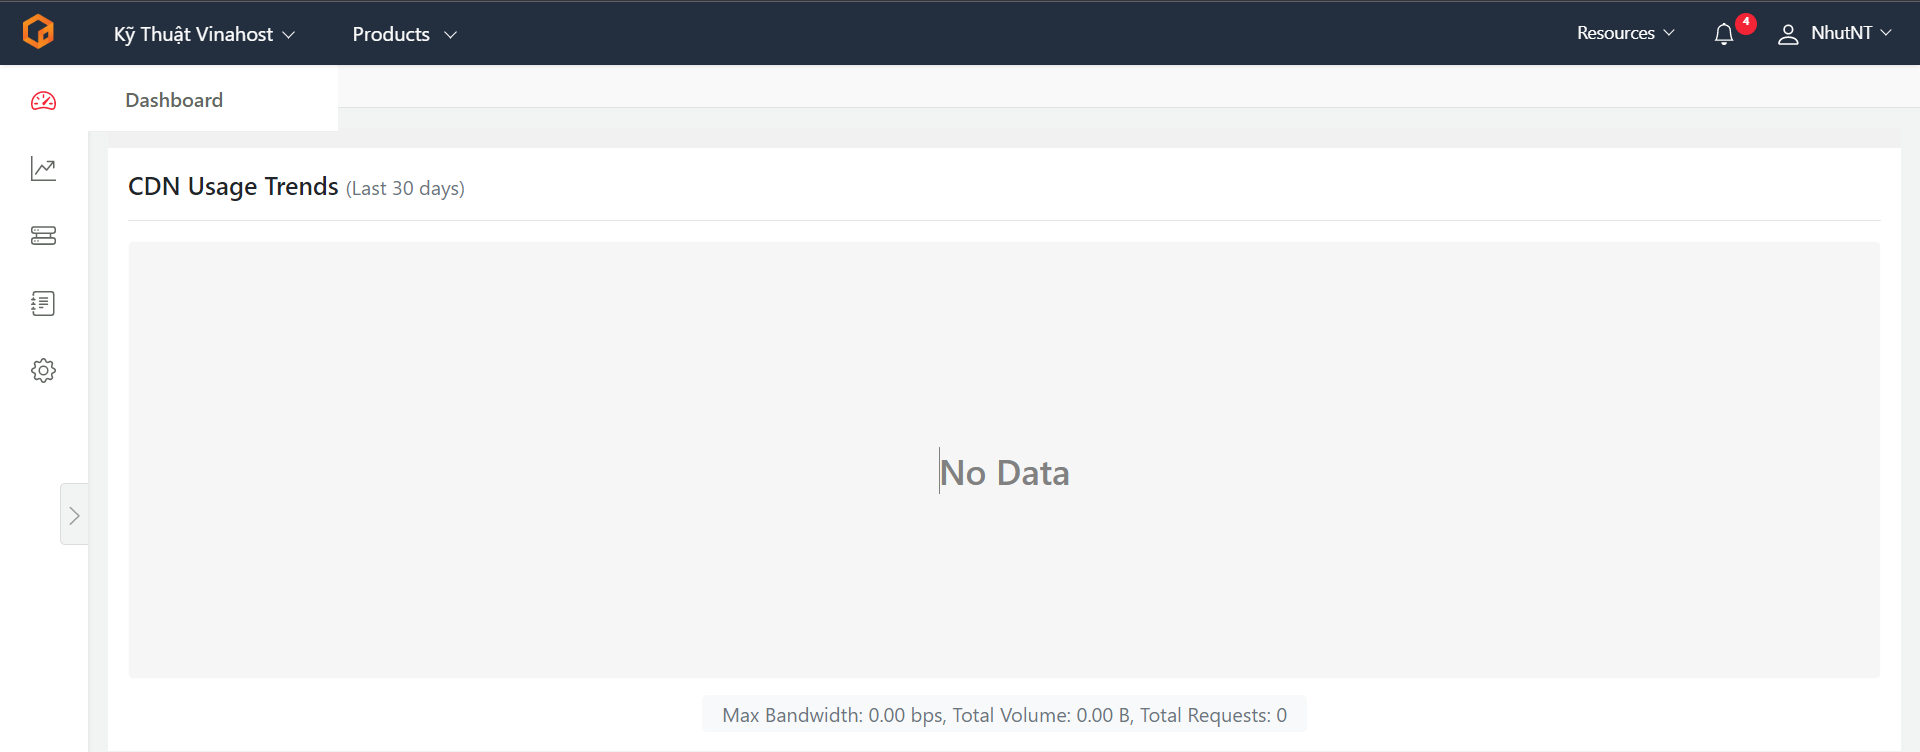 Kỹ Thuật Vinahost Products Resources 4 NhutNT
Dashboard
CDN Usage Trends (Last 30 days)
No Data
Max Bandwidth: 0.00 bps, Total Volume: 0.00 B, Total Requests: 0